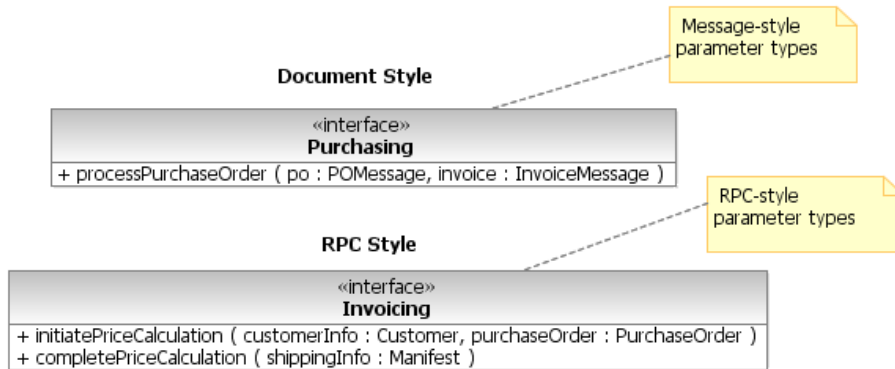 Message-style
parameter types
Document Style
«interface»
Purchasing
+ processPurchaseOrder ( po : POMessage, invoice : InvoiceMessage )
RPC-style
parameter types
RPC Style
«interface»
Invoicing
+ initiatePriceCalculation ( customerInfo : Customer, purchaseOrder : PurchaseOrder )
+ completePriceCalculation ( shippingInfo : Manifest )